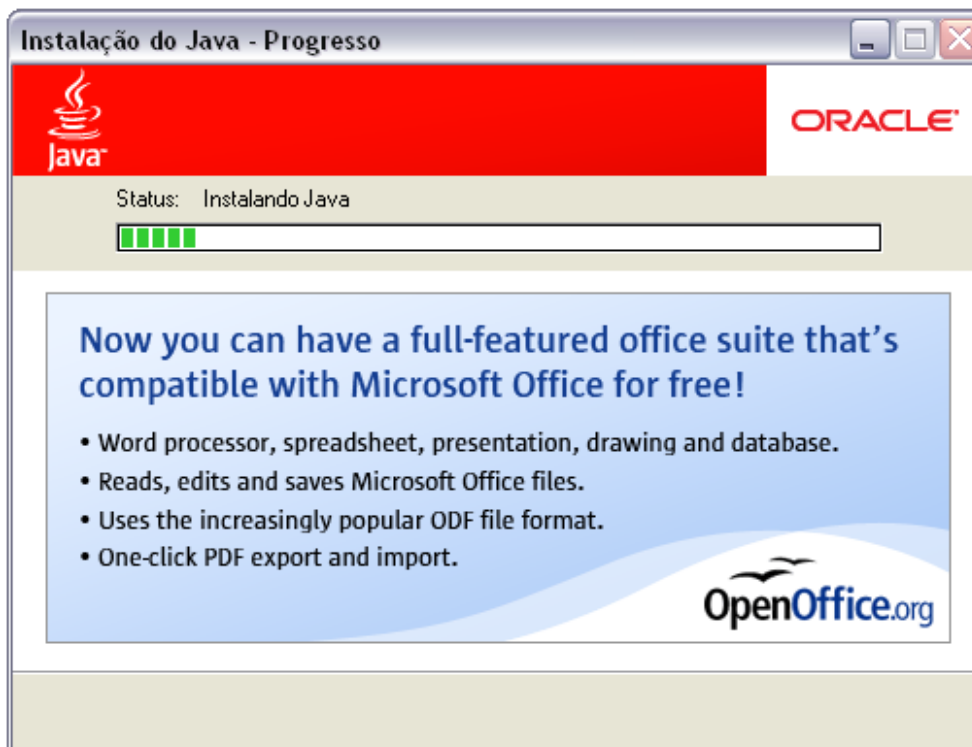 Instalação do Java - Progresso
Java™
ORACLE®
Status: Instalando Java
Now you can have a full-featured office suite that's
compatible with Microsoft Office for free!
• Word processor, spreadsheet, presentation, drawing and database.
• Reads, edits and saves Microsoft Office files.
• Uses the increasingly popular ODF file format.
• One-click PDF export and import.
OpenOffice.org